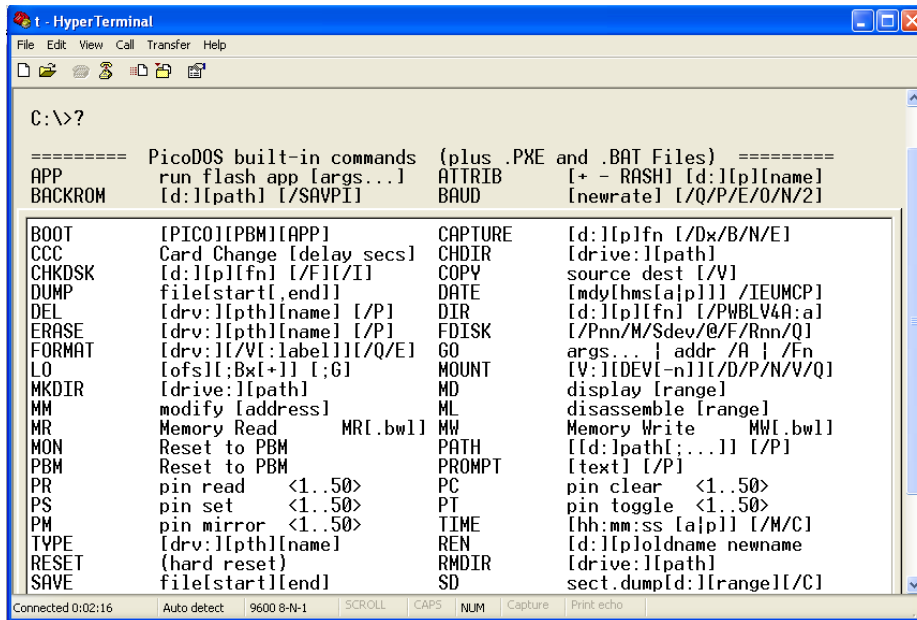 t - HyperTerminal
File Edit View Call Transfer Help
C:\>?
========= PicoDOS built-in commands (plus .PXE and .BAT Files) =========
APP run flash app [args...] ATTRIB [+ - RASH] [d:][p][name]
BACKROM [d:][path] [/SAVPI] BAUD [newrate] [/Q/P/E/O/N/2]
BOOT [PICO][PBM][APP] CAPTURE [d:][p]fn [/Dx/B/N/E]
CCC Card Change [delay secs] CHDIR [drive:][path]
CHKDSK [d:][p][fn] [/F][/I] COPY source dest [/V]
DUMP file[start[,end]] DATE [mdy[hms[a|p]]] /IEUMCP]
DEL [drv:][pth][name] [/P] DIR [d:][p][fn] [/PWBLV4A:a]
ERASE [drv:][pth][name] [/P] FDISK [/Pnn/M/Sdev/@/F/Rnn/Q]
FORMAT [drv:][/V[:label]][/Q/E] GO args... | addr /A | /Fn
LO [ofs][;Bx[+]] [;G] MOUNT [V:][DEV[-n]][/D/P/N/V/Q]
MKDIR [drive:][path] MD display [range]
MM modify [address] ML disassemble [range]
MR Memory Read MR[.bwl] MW Memory Write MW[.bwl]
MON Reset to PBM PATH [[d:]path[;...]] [/P]
PBM Reset to PBM PROMPT [text] [/P]
PR pin read <1..50> PC pin clear <1..50>
PS pin set <1..50> PT pin toggle <1..50>
PM pin mirror <1..50> TIME [hh:mm:ss [a|p]] [/M/C]
TYPE [drv:][pth][name] REN [d:][p]oldname newname
RESET (hard reset) RMDIR [drive:][path]
SAVE file[start][end] SD sect.dump[d:][range][/C]
Connected 0:02:16 Auto detect 9600 8-N-1 SCROLL CAPS NUM Capture Print echo